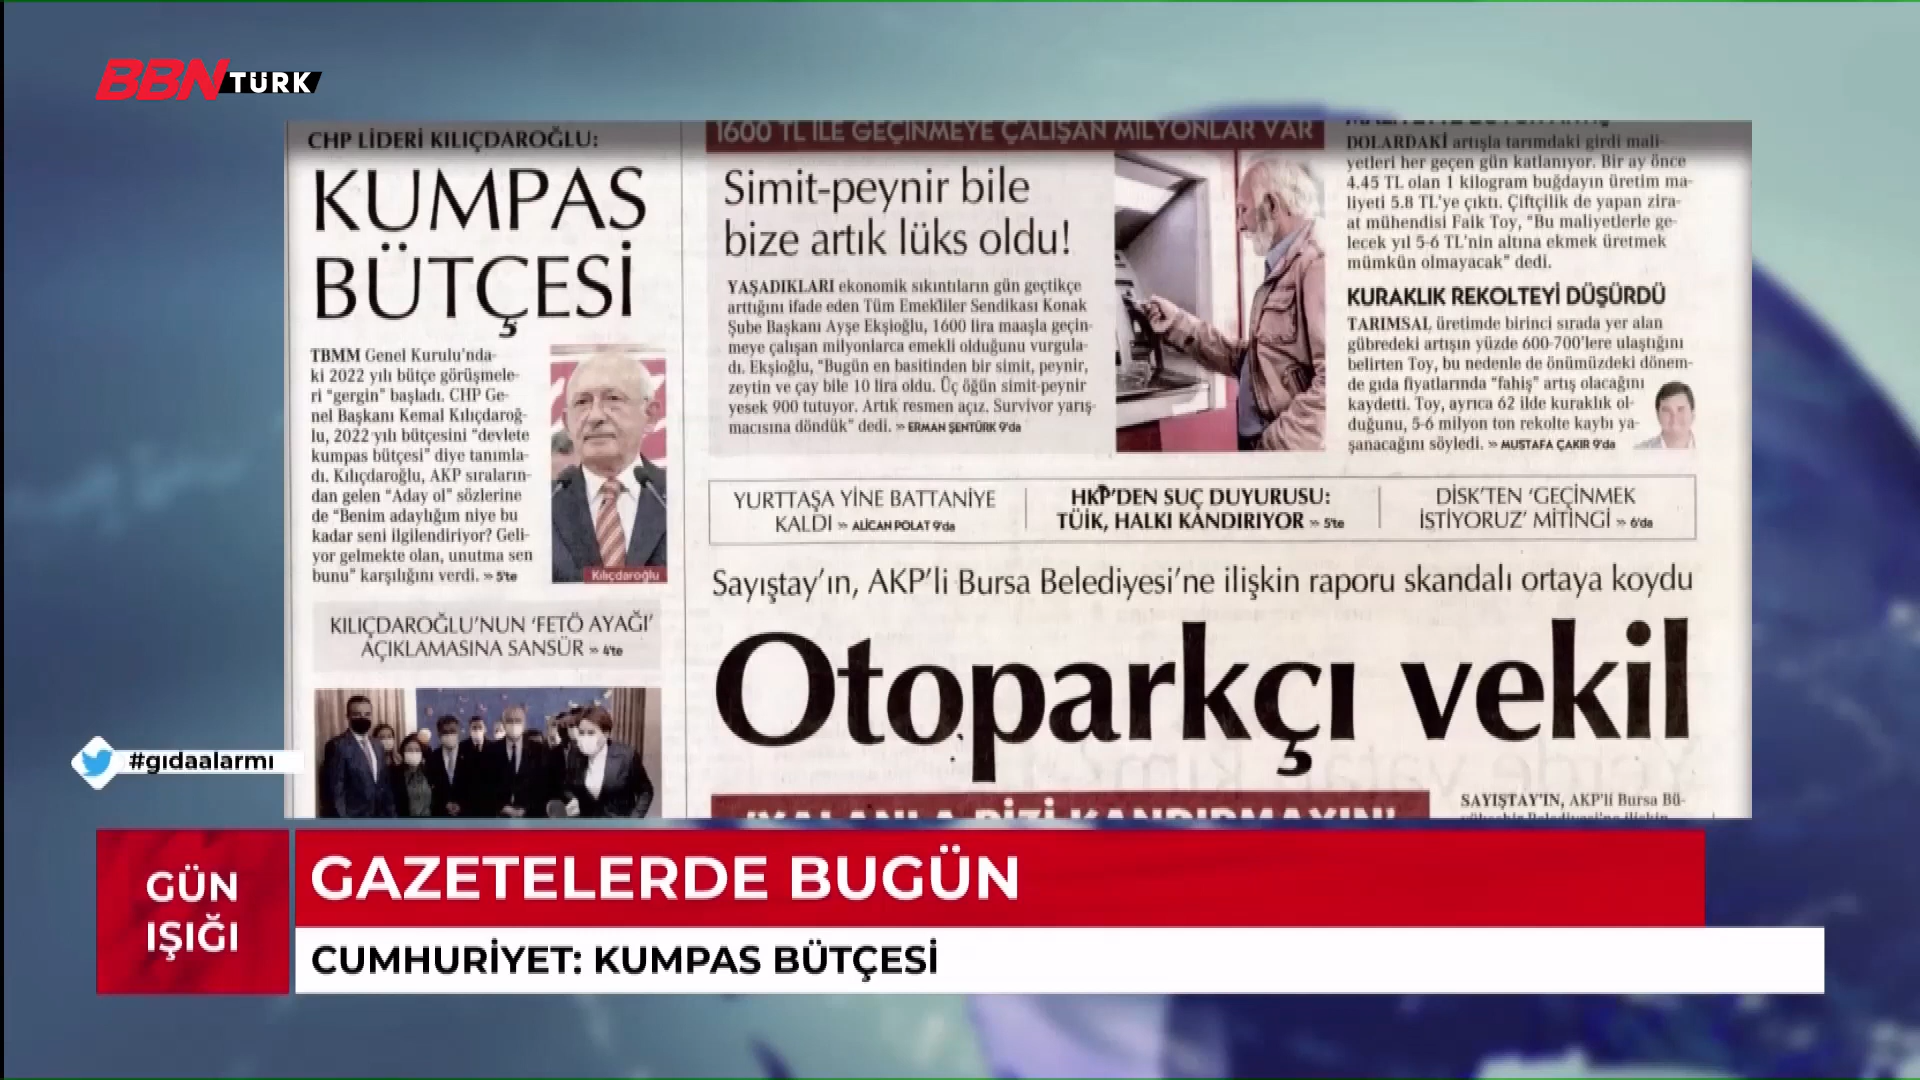 BBN TÜRK
CHP LİDERİ KILIÇDAROĞLU:
KUMPAS
BÜTÇESİ
TBMM Genel Kurulu’nda-
ki 2022 yılı bütçe görüşmele-
ri “gergin” başladı. CHP Ge-
nel Başkanı Kemal Kılıçdaroğ-
lu, 2022 yılı bütçesini “devlete
kumpas bütçesi” diye tanımla-
dı. Kılıçdaroğlu, AKP sıraların-
dan gelen “Aday ol” sözlerine
de “Benim adaylığım niye bu
kadar seni ilgilendiriyor? Geli-
yor gelmekte olan, unutma sen
bunu” karşılığını verdi. » 5’te
Kılıçdaroğlu
KILIÇDAROĞLU’NUN ‘FETÖ AYAĞI’
AÇIKLAMASINA SANSÜR » 4’te
1600 TL İLE GEÇİNMEYE ÇALIŞAN MİLYONLAR VAR
Simit-peynir bile
bize artık lüks oldu!
YAŞADIKLARI ekonomik sıkıntıların gün geçtikçe
arttığını ifade eden Tüm Emekliler Sendikası Konak
Şube Başkanı Ayşe Ekşioğlu, 1600 lira maaşla geçin-
meye çalışan milyonlarca emekli olduğunu vurgula-
dı. Ekşioğlu, “Bugün en basitinden bir simit, peynir,
zeytin ve çay bile 10 lira oldu. Üç öğün simit-peynir
yesek 900 tutuyor. Artık resmen açız. Survivor yarış-
macısına döndük” dedi. » ERMAN ŞENTÜRK 9’da
DOLARDAKİ artışla tarımdaki girdi mali-
yetleri her geçen gün katlanıyor. Bir ay önce
4.45 TL olan 1 kilogram buğdayın üretim ma-
liyeti 5.8 TL’ye çıktı. Çiftçilik de yapan zira-
at mühendisi Faik Toy, “Bu maliyetlerle ge-
lecek yıl 5-6 TL’nin altına ekmek üretmek
mümkün olmayacak” dedi.
KURAKLIK REKOLTEYİ DÜŞÜRDÜ
TARIMSAL üretimde birinci sırada yer alan
gübredeki artışın yüzde 600-700’lere ulaştığını
belirten Toy, bu nedenle de önümüzdeki dönem-
de gıda fiyatlarında “fahiş” artış olacağını
kaydetti. Toy, ayrıca 62 ilde kuraklık ol-
duğunu, 5-6 milyon ton rekolte kaybı ya-
şanacağını söyledi. » MUSTAFA ÇAKIR 9’da
YURTTAŞA YİNE BATTANİYE
KALDI » ALİCAN POLAT 9’da
HKP’DEN SUÇ DUYURUSU:
TÜİK, HALKI KANDIRIYOR » 5’te
DİSK’TEN ‘GEÇİNMEK
İSTİYORUZ’ MİTİNGİ » 6’da
Sayıştay’ın, AKP’li Bursa Belediyesi’ne ilişkin raporu skandalı ortaya koydu
Otoparkçı vekil
‘YALANLA BİZİ KANDIRMAYIN’
SAYIŞTAY’IN, AKP’li Bursa Bü-
#gıdaalarmı
GÜN
IŞIĞI
GAZETELERDE BUGÜN
CUMHURİYET: KUMPAS BÜTÇESİ